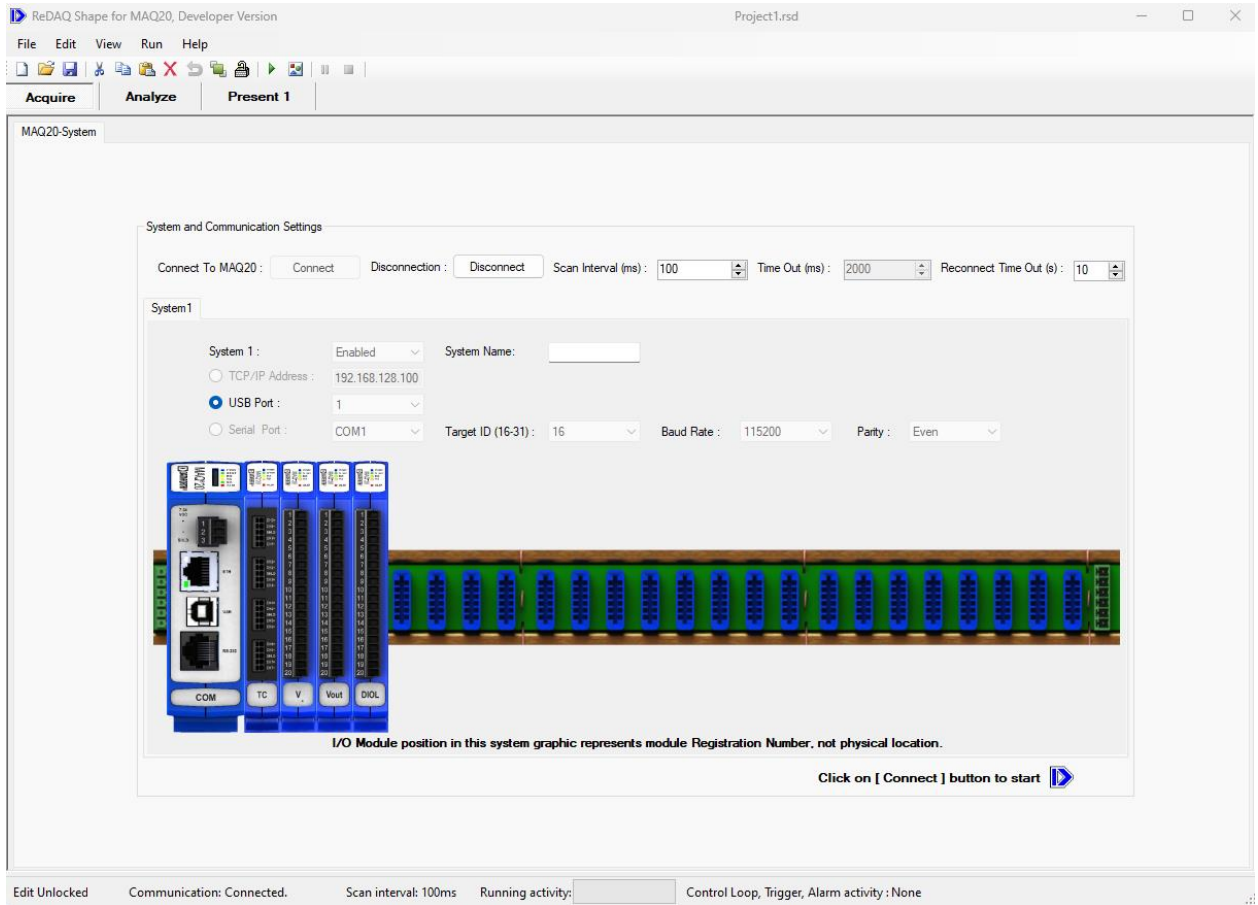 ReDAQ Shape for MAQ20, Developer Version Project1.rsd
File Edit View Run Help
Acquire Analyze Present 1
MAQ20-System
System and Communication Settings
Connect To MAQ20 : Connect Disconnection : Disconnect Scan Interval (ms) : 100 Time Out (ms) : 2000 Reconnect Time Out (s) : 10
System1
System 1 : Enabled System Name:
TCP/IP Address : 192.168.128.100
USB Port : 1
Serial Port : COM1 Target ID (16-31) : 16 Baud Rate : 115200 Parity : Even
MAQ20
COM TC V Vout DIOL
I/O Module position in this system graphic represents module Registration Number, not physical location.
Click on [ Connect ] button to start
Edit Unlocked Communication: Connected. Scan interval: 100ms Running activity: Control Loop, Trigger, Alarm activity : None